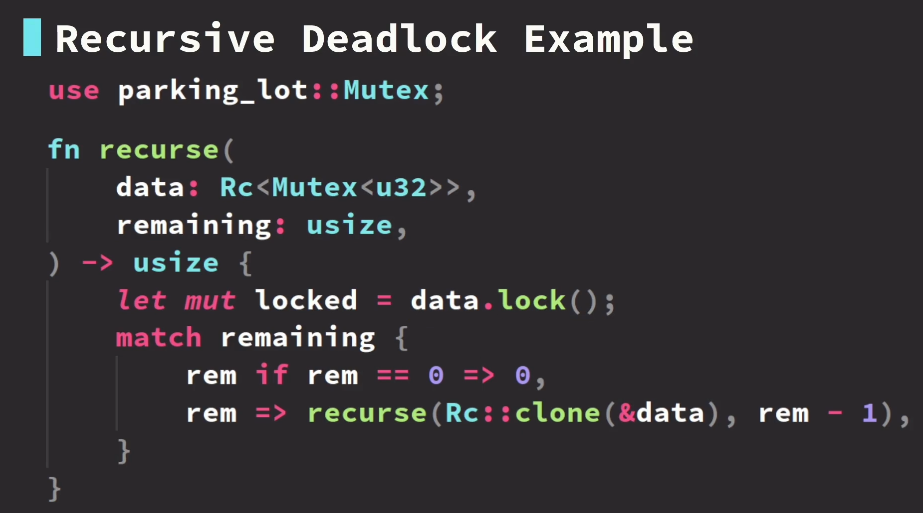 Recursive Deadlock Example
use parking_lot::Mutex;
fn recurse(
data: Rc<Mutex<u32>>,
remaining: usize,
) -> usize {
let mut locked = data.lock();
match remaining {
rem if rem == 0 => 0,
rem => recurse(Rc::clone(&data), rem - 1),
}
}